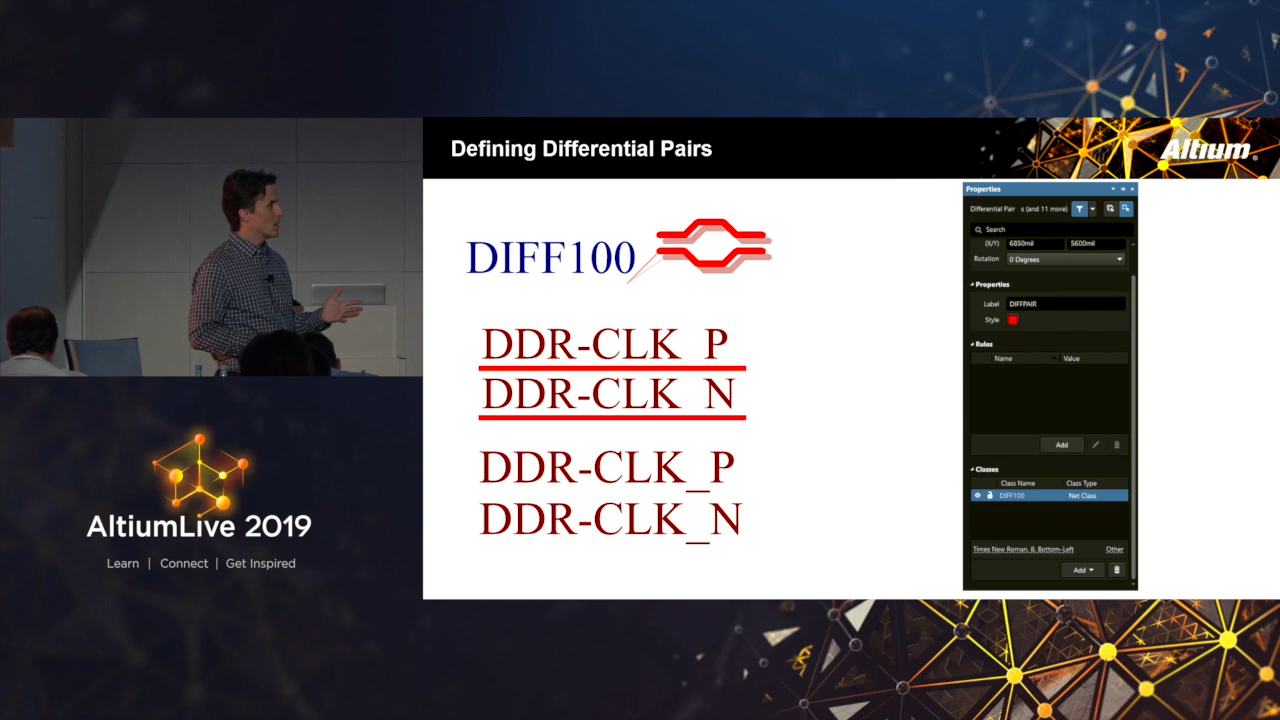 Defining Differential Pairs
Altium
DIFF100
DDR-CLK_P
DDR-CLK_N
DDR-CLK_P
DDR-CLK_N
Properties
Differential Pair s (and 11 more)
Search
(X/Y) 6850mil 5600mil
Rotation 0 Degrees
Properties
Label DIFFPAIR
Style
Rules
Name Value
Add
Classes
Class Name Class Type
DIFF100 Net Class
Times New Roman, 8, Bottom-Left Other
Add
AltiumLive 2019
Learn | Connect | Get Inspired